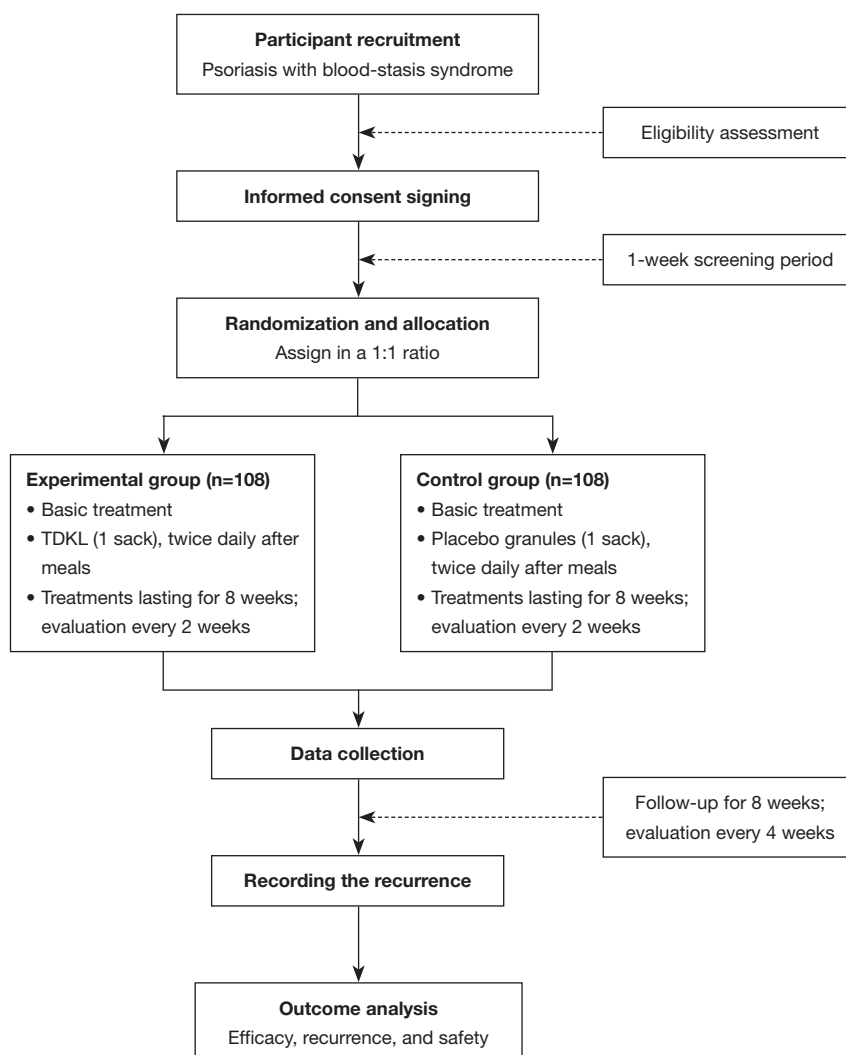 Participant recruitment
Psoriasis with blood-stasis syndrome
Eligibility assessment
Informed consent signing
1-week screening period
Randomization and allocation
Assign in a 1:1 ratio
Experimental group (n=108)
• Basic treatment
• TDKL (1 sack), twice daily after
meals
• Treatments lasting for 8 weeks;
evaluation every 2 weeks
Control group (n=108)
• Basic treatment
• Placebo granules (1 sack),
twice daily after meals
• Treatments lasting for 8 weeks;
evaluation every 2 weeks
Data collection
Follow-up for 8 weeks;
evaluation every 4 weeks
Recording the recurrence
Outcome analysis
Efficacy, recurrence, and safety